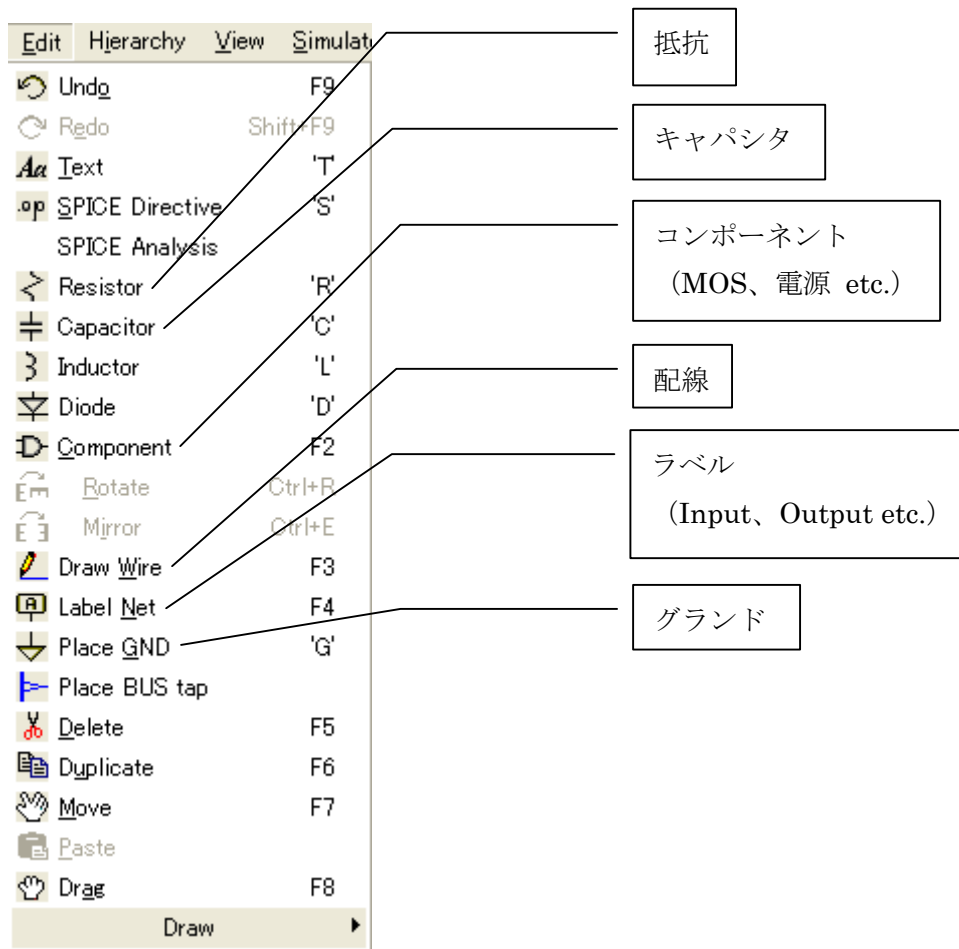 Edit Hierarchy View Simulat
Undo F9
Redo Shift+F9
Aa Text 'T'
.op SPICE Directive 'S'
SPICE Analysis
Resistor 'R'
Capacitor 'C'
Inductor 'L'
Diode 'D'
Component F2
Rotate Ctrl+R
Mirror Ctrl+E
Draw Wire F3
A Label Net F4
Place GND 'G'
Place BUS tap
Delete F5
Duplicate F6
Move F7
Paste
Drag F8
Draw
抵抗
キャパシタ
コンポーネント
（MOS、電源 etc.）
配線
ラベル
（Input、Output etc.）
グランド